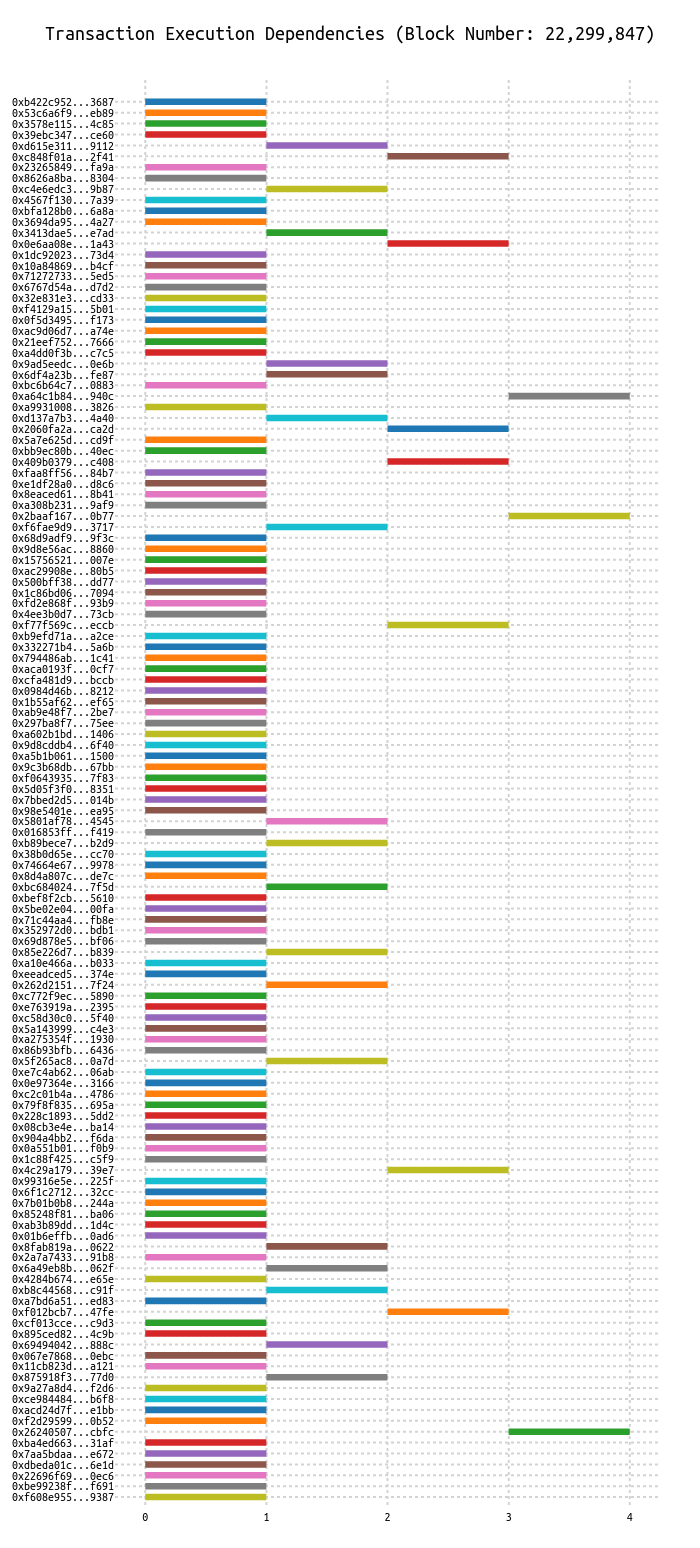 Transaction Execution Dependencies (Block Number: 22,299,847)
0xb422c952...3687
0x53c6a6f9...eb89
0x3578e115...4c85
0x39ebc347...ce60
0xd615e311...9112
0xc848f01a...2f41
0x23265849...fa9a
0x8626a8ba...8304
0xc4e6edc3...9b87
0x4567f130...7a39
0xbfa128b0...6a8a
0x3694da95...4a27
0x3413dae5...e7ad
0x0e6aa08e...1a43
0x1dc92023...73d4
0x10a84869...b4cf
0x71272733...5ed5
0x6767d54a...d7d2
0x32e831e3...cd33
0xf4129a15...5b01
0x0f5d3495...f173
0xac9d06d7...a74e
0x21eef752...7666
0xa4dd0f3b...c7c5
0x9ad5eedc...0e6b
0x6df4a23b...fe87
0xbc6b64c7...0883
0xa64c1b84...940c
0xa9931008...3826
0xd137a7b3...4a40
0x2060fa2a...ca2d
0x5a7e625d...cd9f
0xbb9ec80b...40ec
0x409b0379...c408
0xfaa8ff56...84b7
0xe1df28a0...d8c6
0x8eaced61...8b41
0xa308b231...9af9
0x2baaf167...0b77
0xf6fae9d9...3717
0x68d9adf9...9f3c
0x9d8e56ac...8860
0x15756521...007e
0xac29908e...80b5
0x500bff38...dd77
0x1c86bd06...7094
0xfd2e868f...93b9
0x4ee3b0d7...73cb
0xf77f569c...eccb
0xb9efd71a...a2ce
0x332271b4...5a6b
0x794486ab...1c41
0xaca0193f...0cf7
0xcfa481d9...bccb
0x0984d46b...8212
0x1b55af62...ef65
0xab9e48f7...2be7
0x297ba8f7...75ee
0xa602b1bd...1406
0x9d8cddb4...6f40
0xa5b1b061...1500
0x9c3b68db...67bb
0xf0643935...7f83
0x5d05f3f0...8351
0x7bbed2d5...014b
0x98e5401e...ea95
0x5801af78...4545
0x016853ff...f419
0xb89bece7...b2d9
0x38b0d65e...cc70
0x74664e67...9978
0x8d4a807c...de7c
0xbc684024...7f5d
0xbef8f2cb...5610
0x5be02e04...00fa
0x71c44aa4...fb8e
0x352972d0...bdb1
0x69d878e5...bf06
0x85e226d7...b839
0xa10e466a...b033
0xeeadced5...374e
0x262d2151...7f24
0xc772f9ec...5890
0xe763919a...2395
0xc58d30c0...5f40
0x5a143999...c4e3
0xa275354f...1930
0x86b93bfb...6436
0x5f265ac8...0a7d
0xe7c4ab62...06ab
0x0e97364e...3166
0xc2c01b4a...4786
0x79f8f835...695a
0x228c1893...5dd2
0x08cb3e4e...ba14
0x904a4bb2...f6da
0x0a551b01...f0b9
0x1c88f425...c5f9
0x4c29a179...39e7
0x99316e5e...225f
0x6f1c2712...32cc
0x7b01b0b8...244a
0x85248f81...ba06
0xab3b89dd...1d4c
0x01b6effb...0ad6
0x8fab819a...0622
0x2a7a7433...91b8
0x6a49eb8b...062f
0x4284b674...e65e
0xb8c44568...c91f
0xa7bd6a51...ed83
0xf012bcb7...47fe
0xcf013cce...c9d3
0x895ced82...4c9b
0x69494042...888c
0x067e7868...0ebc
0x11cb823d...a121
0x875918f3...77d0
0x9a27a8d4...f2d6
0xce984484...b6f8
0xacd24d7f...e1bb
0xf2d29599...0b52
0x26240507...cbfc
0xba4ed663...31af
0x7aa5bdaa...e672
0xdbeda01c...6e1d
0x22696f69...0ec6
0xbe99238f...f691
0xf608e955...9387
0 1 2 3 4